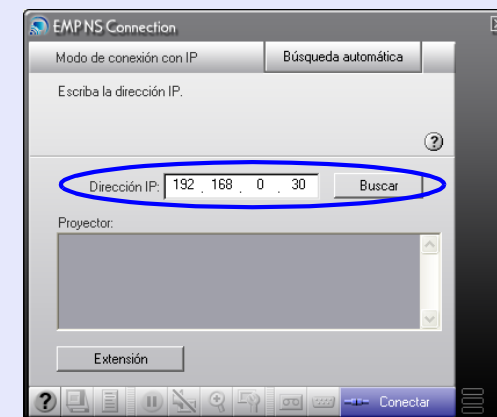 EMP NS Connection
Modo de conexión con IP
Búsqueda automática
Escriba la dirección IP.
?
Dirección IP: 192 . 168 . 0 . 30 Buscar
Proyector:
Extensión
? Conectar